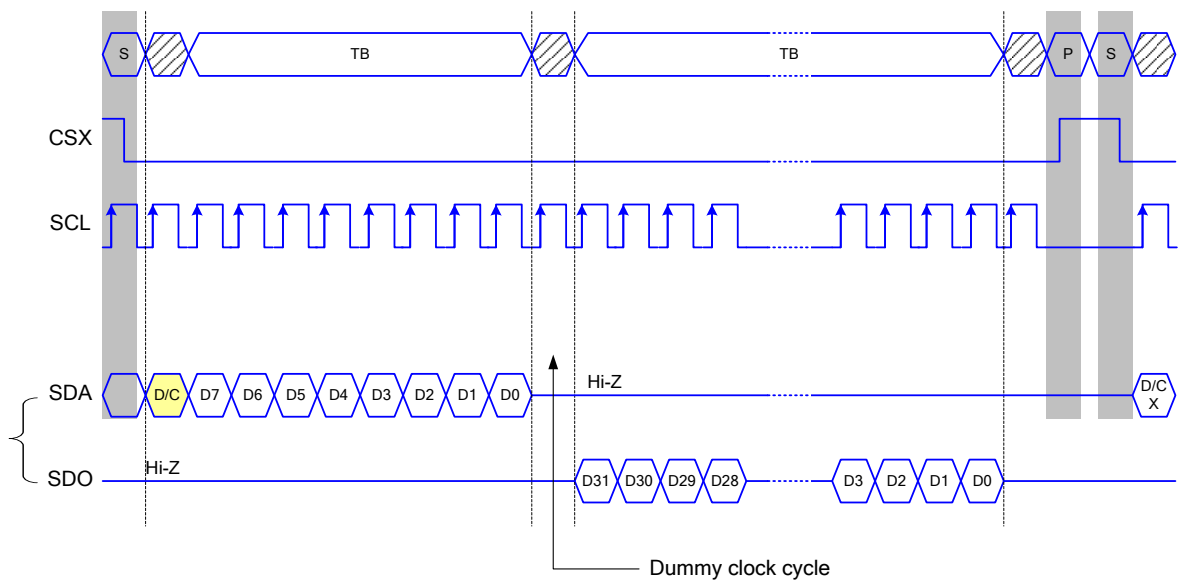 S TB TB P S
CSX
SCL
Hi-Z
SDA D/C D7 D6 D5 D4 D3 D2 D1 D0 D/C
X
Hi-Z
SDO D31 D30 D29 D28 D3 D2 D1 D0
Dummy clock cycle